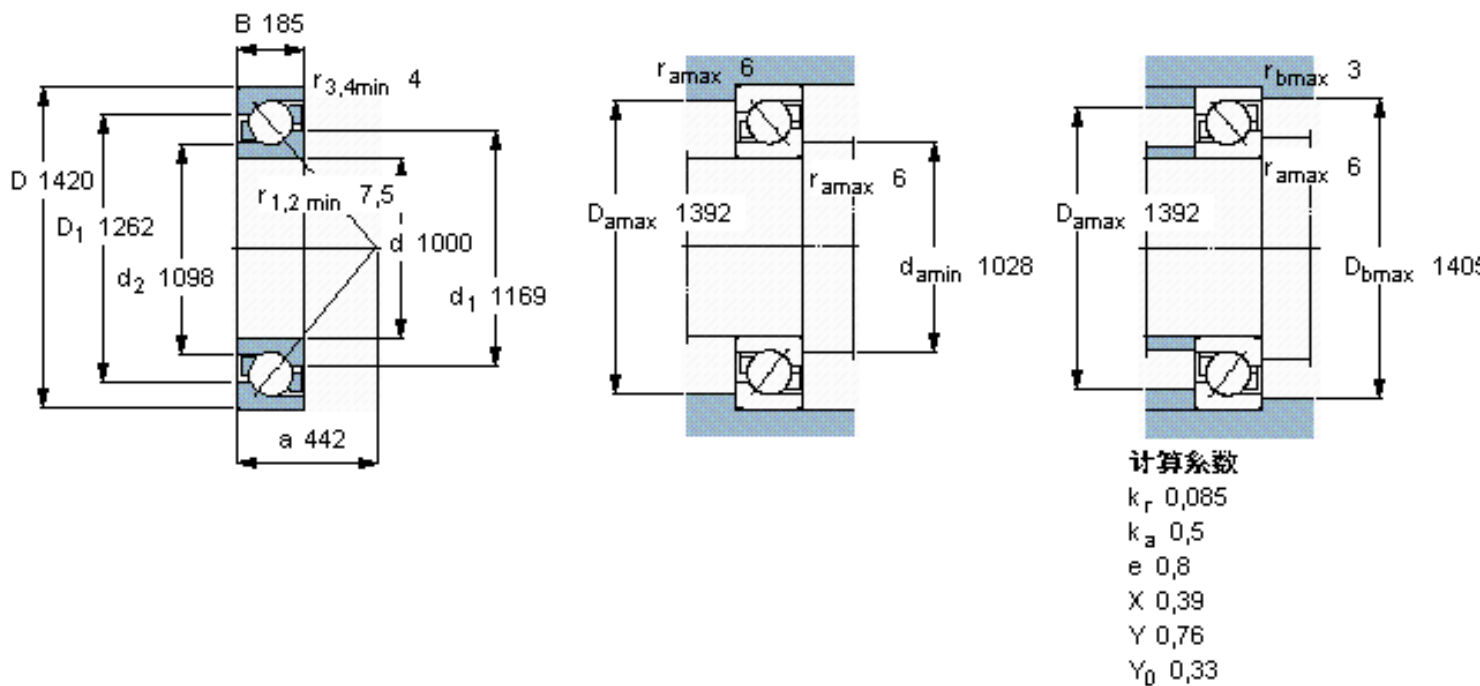 B 185
r3,4min 4
D 1420
D1 1262
d2 1098
r1,2 min 7,5
d 1000
d1 1169
a 442
ramax 6
ramax 6
Damax 1392
damin 1028
rbmax 3
ramax 6
Damax 1392
Dbmax 1405
计算系数
kr 0,085
ka 0,5
e 0,8
X 0,39
Y 0,76
Y0 0,33